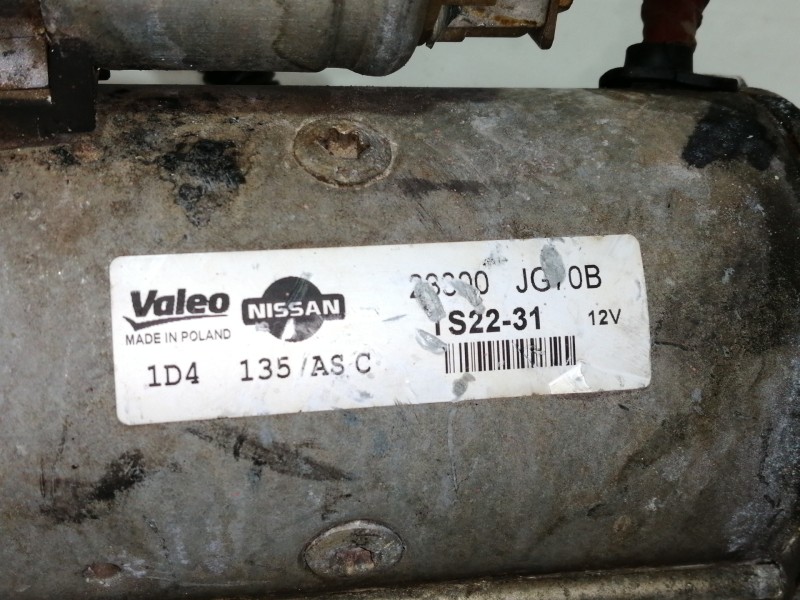 Valeo
MADE IN POLAND
NISSAN
23300 JG70B
TS22-31 12V
1D4 135/AS C